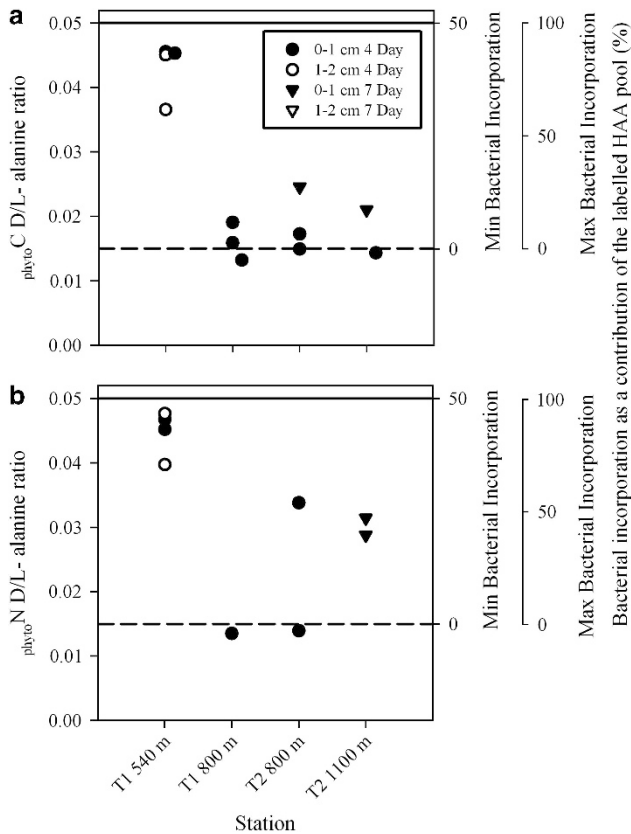 a
0.05
0.04
0.03
0.02
0.01
0.00
phytoC D/L- alanine ratio
0-1 cm 4 Day
1-2 cm 4 Day
0-1 cm 7 Day
1-2 cm 7 Day
50
0
Min Bacterial Incorporation
100
50
0
Max Bacterial Incorporation
Bacterial incorporation as a contribution of the labelled HAA pool (%)
b
0.05
0.04
0.03
0.02
0.01
0.00
phytoN D/L- alanine ratio
50
0
Min Bacterial Incorporation
100
50
0
Max Bacterial Incorporation
T1 540 m
T1 800 m
T2 800 m
T2 1100 m
Station